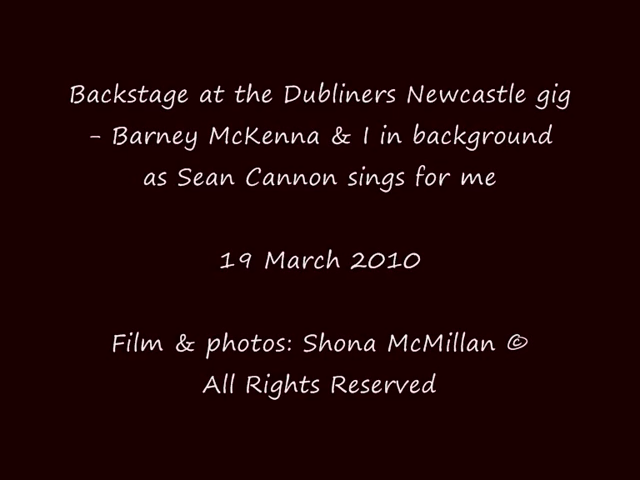 Backstage at the Dubliners Newcastle gig
- Barney McKenna & I in background
as Sean Cannon sings for me
19 March 2010
Film & photos: Shona McMillan ©
All Rights Reserved